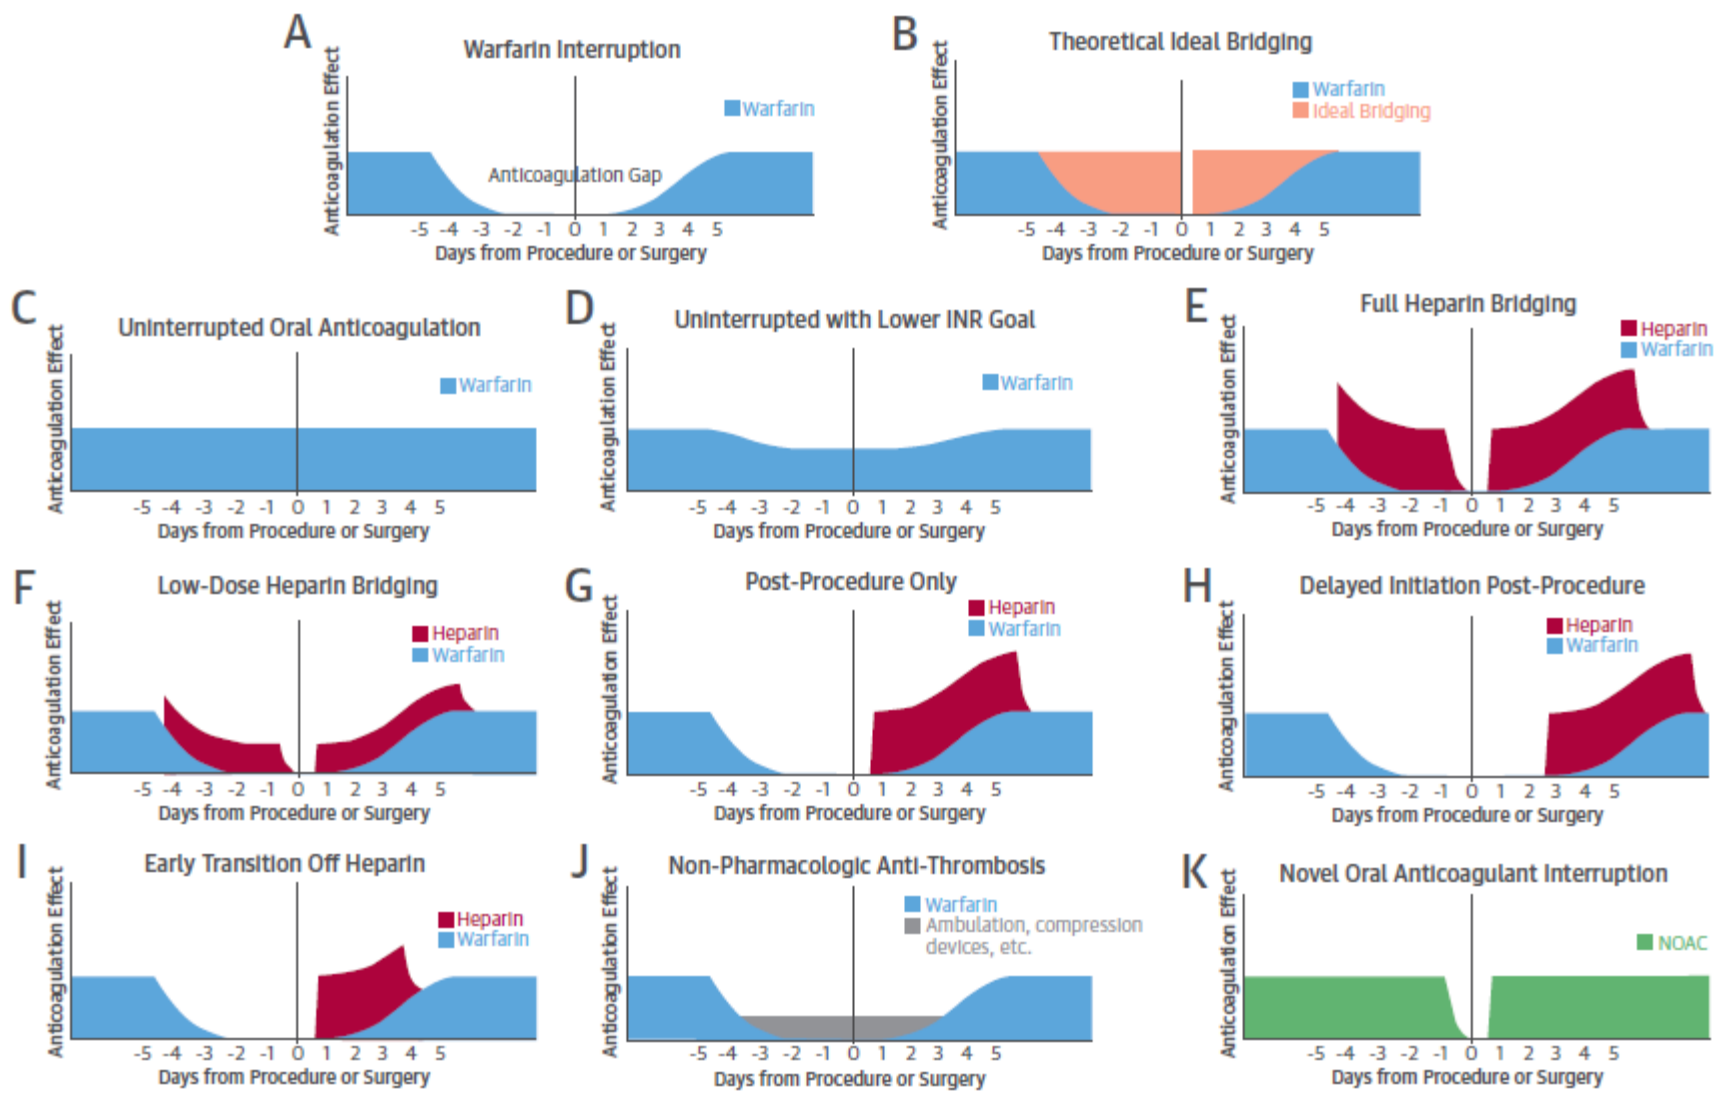 A
Warfarin Interruption
Anticoagulation Effect
Warfarin
Anticoagulation Gap
-5 -4 -3 -2 -1 0 1 2 3 4 5
Days from Procedure or Surgery
B
Theoretical Ideal Bridging
Anticoagulation Effect
Warfarin
Ideal Bridging
-5 -4 -3 -2 -1 0 1 2 3 4 5
Days from Procedure or Surgery
C
Uninterrupted Oral Anticoagulation
Anticoagulation Effect
Warfarin
-5 -4 -3 -2 -1 0 1 2 3 4 5
Days from Procedure or Surgery
D
Uninterrupted with Lower INR Goal
Anticoagulation Effect
Warfarin
-5 -4 -3 -2 -1 0 1 2 3 4 5
Days from Procedure or Surgery
E
Full Heparin Bridging
Anticoagulation Effect
Heparin
Warfarin
-5 -4 -3 -2 -1 0 1 2 3 4 5
Days from Procedure or Surgery
F
Low-Dose Heparin Bridging
Anticoagulation Effect
Heparin
Warfarin
-5 -4 -3 -2 -1 0 1 2 3 4 5
Days from Procedure or Surgery
G
Post-Procedure Only
Anticoagulation Effect
Heparin
Warfarin
-5 -4 -3 -2 -1 0 1 2 3 4 5
Days from Procedure or Surgery
H
Delayed Initiation Post-Procedure
Anticoagulation Effect
Heparin
Warfarin
-5 -4 -3 -2 -1 0 1 2 3 4 5
Days from Procedure or Surgery
I
Early Transition Off Heparin
Anticoagulation Effect
Heparin
Warfarin
-5 -4 -3 -2 -1 0 1 2 3 4 5
Days from Procedure or Surgery
J
Non-Pharmacologic Anti-Thrombosis
Anticoagulation Effect
Warfarin
Ambulation, compression
devices, etc.
-5 -4 -3 -2 -1 0 1 2 3 4 5
Days from Procedure or Surgery
K
Novel Oral Anticoagulant Interruption
Anticoagulation Effect
NOAC
-5 -4 -3 -2 -1 0 1 2 3 4 5
Days from Procedure or Surgery